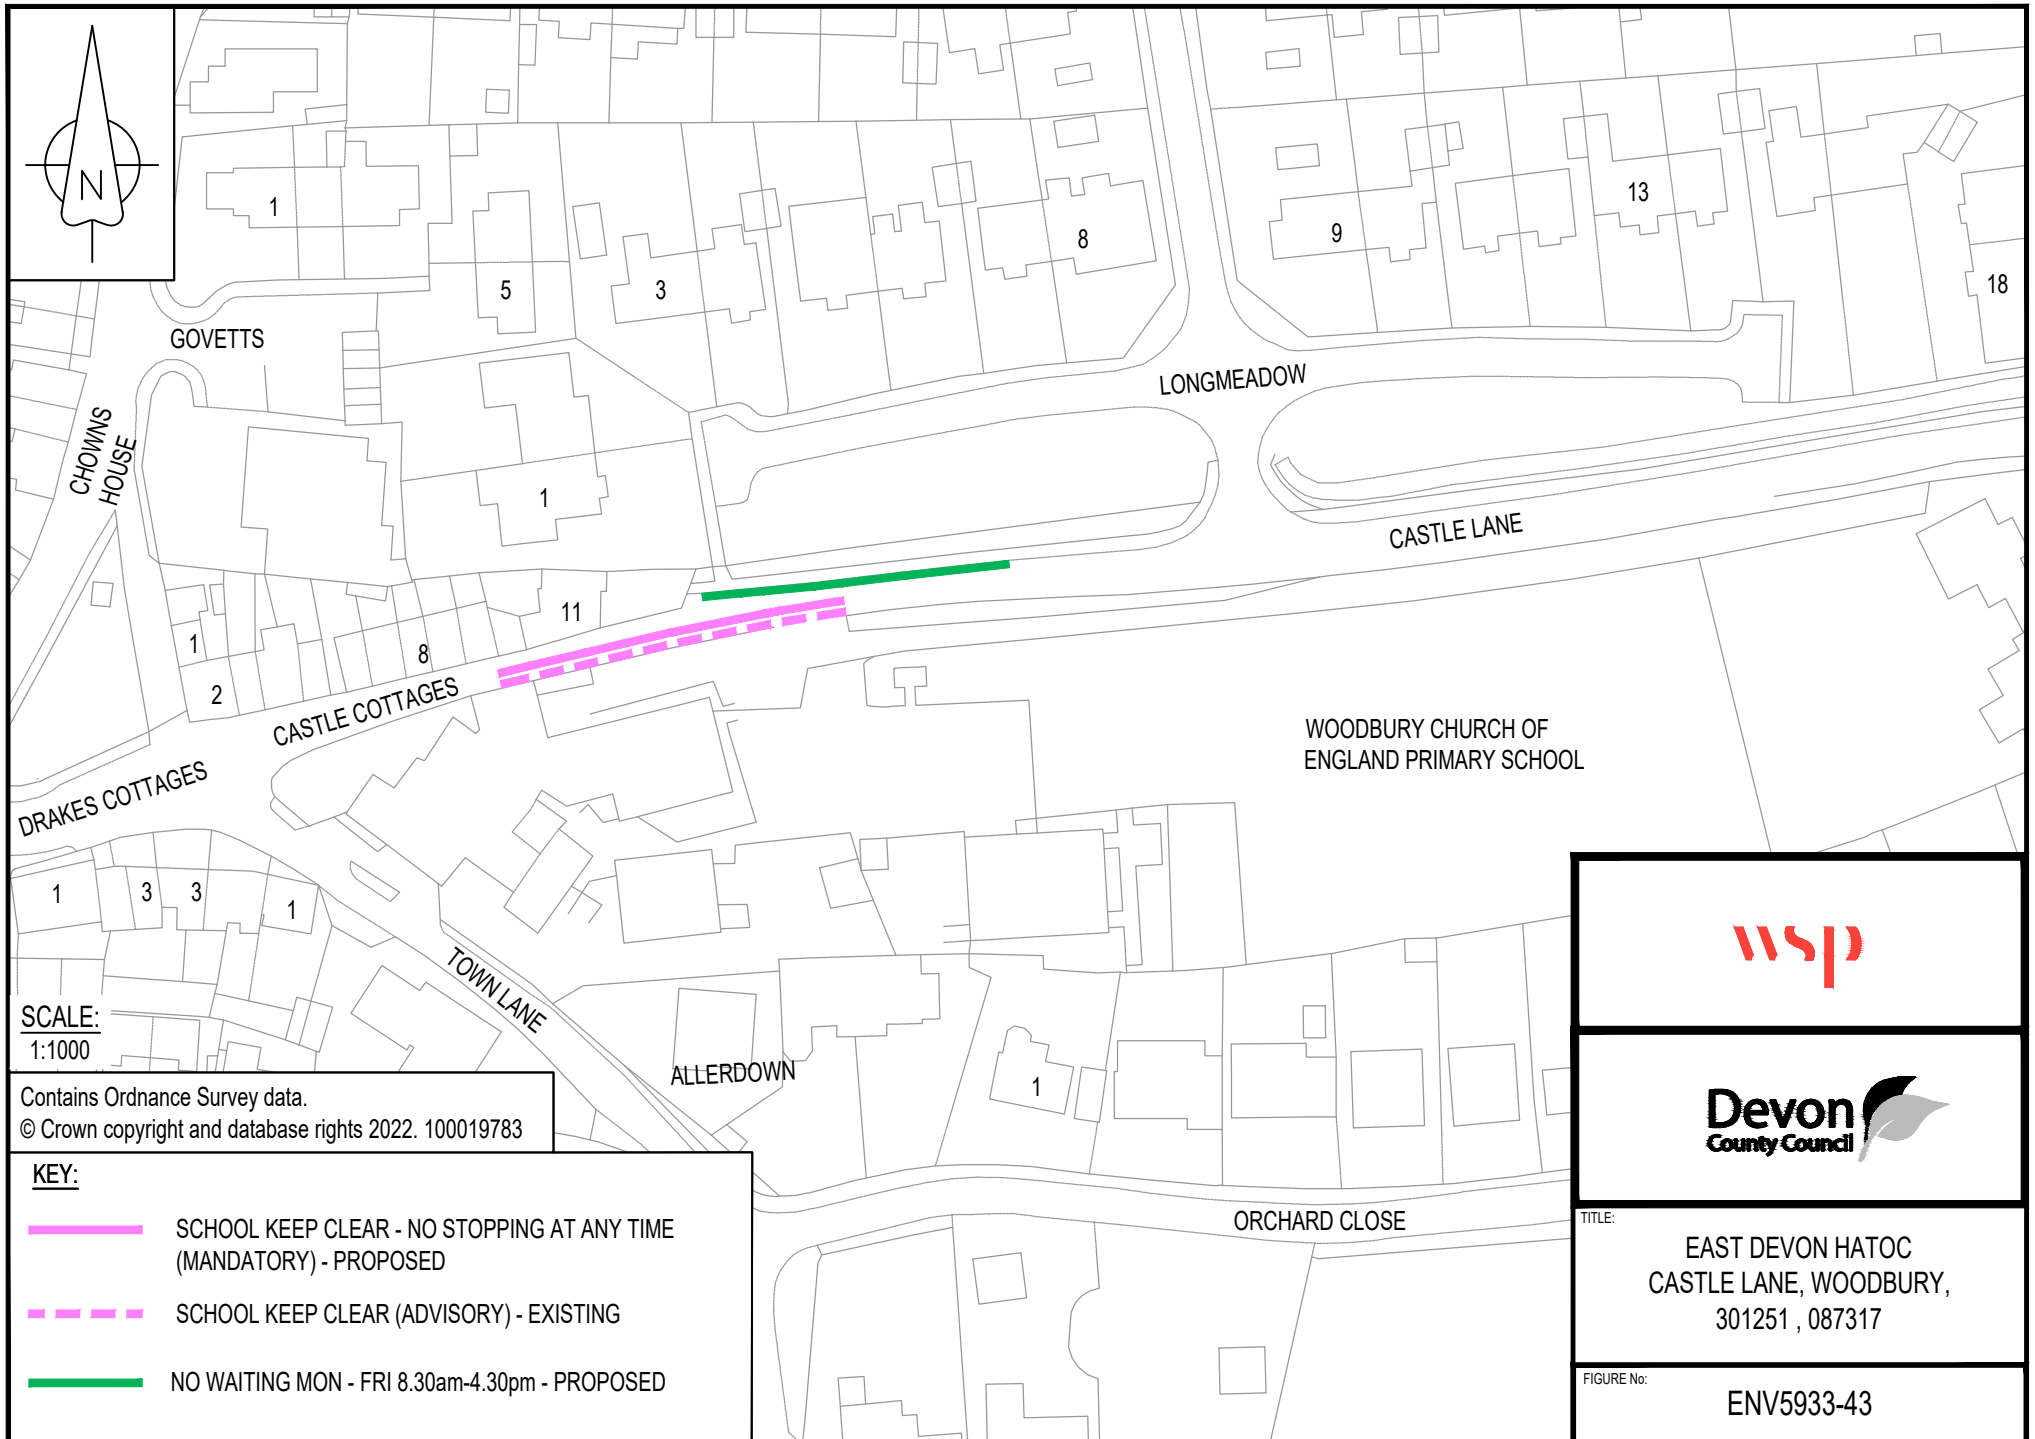 N
1
5
3
8
9
13
18
GOVETTS
LONGMEADOW
CHOWNS
HOUSE
1
CASTLE LANE
11
1
8
2
CASTLE COTTAGES
WOODBURY CHURCH OF
ENGLAND PRIMARY SCHOOL
DRAKES COTTAGES
1
3
3
1
TOWN LANE
SCALE:
1:1000
ALLERDOWN
1
Contains Ordnance Survey data.
© Crown copyright and database rights 2022. 100019783
KEY:
SCHOOL KEEP CLEAR - NO STOPPING AT ANY TIME
(MANDATORY) - PROPOSED
SCHOOL KEEP CLEAR (ADVISORY) - EXISTING
NO WAITING MON - FRI 8.30am-4.30pm - PROPOSED
ORCHARD CLOSE
wsp
Devon
County Council
TITLE:
EAST DEVON HATOC
CASTLE LANE, WOODBURY,
301251 , 087317
FIGURE No:
ENV5933-43